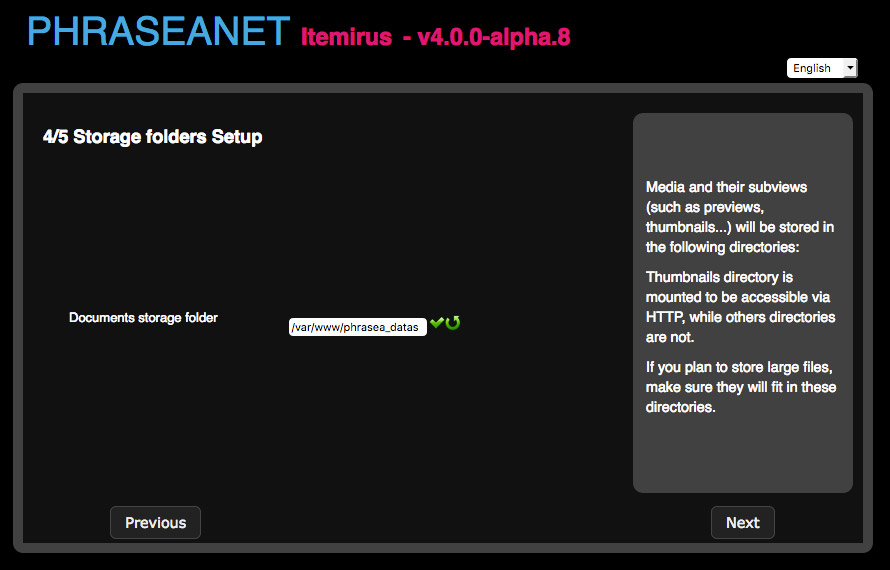 PHRASEANET Itemirus - v4.0.0-alpha.8
English
4/5 Storage folders Setup
Media and their subviews
(such as previews,
thumbnails...) will be stored in
the following directories:
Thumbnails directory is
mounted to be accessible via
HTTP, while others directories
are not.
If you plan to store large files,
make sure they will fit in these
directories.
Documents storage folder
/var/www/phrasea_datas
Previous
Next